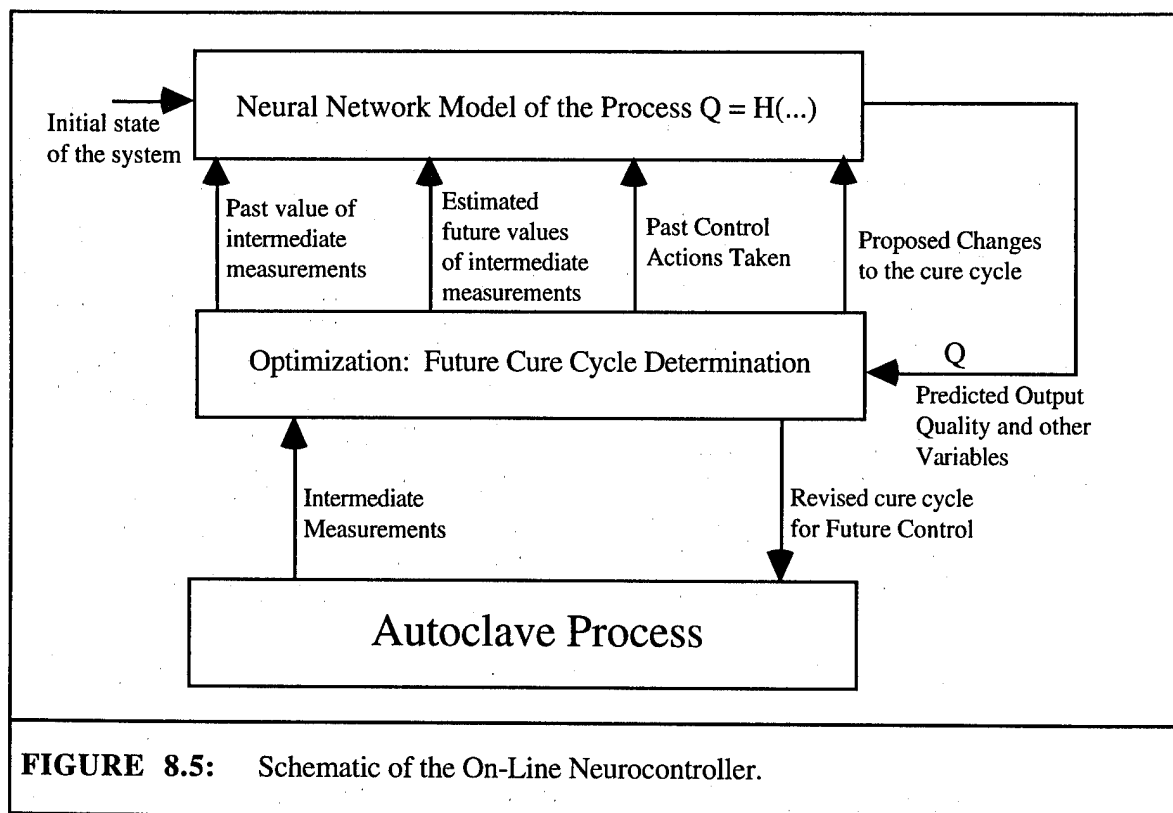 Neural Network Model of the Process Q = H(...)
Initial state
of the system
Past value of
intermediate
measurements
Estimated
future values
of intermediate
measurements
Past Control
Actions Taken
Proposed Changes
to the cure cycle
Optimization: Future Cure Cycle Determination
Q
Predicted Output
Quality and other
Variables
Intermediate
Measurements
Revised cure cycle
for Future Control
Autoclave Process
FIGURE 8.5: Schematic of the On-Line Neurocontroller.